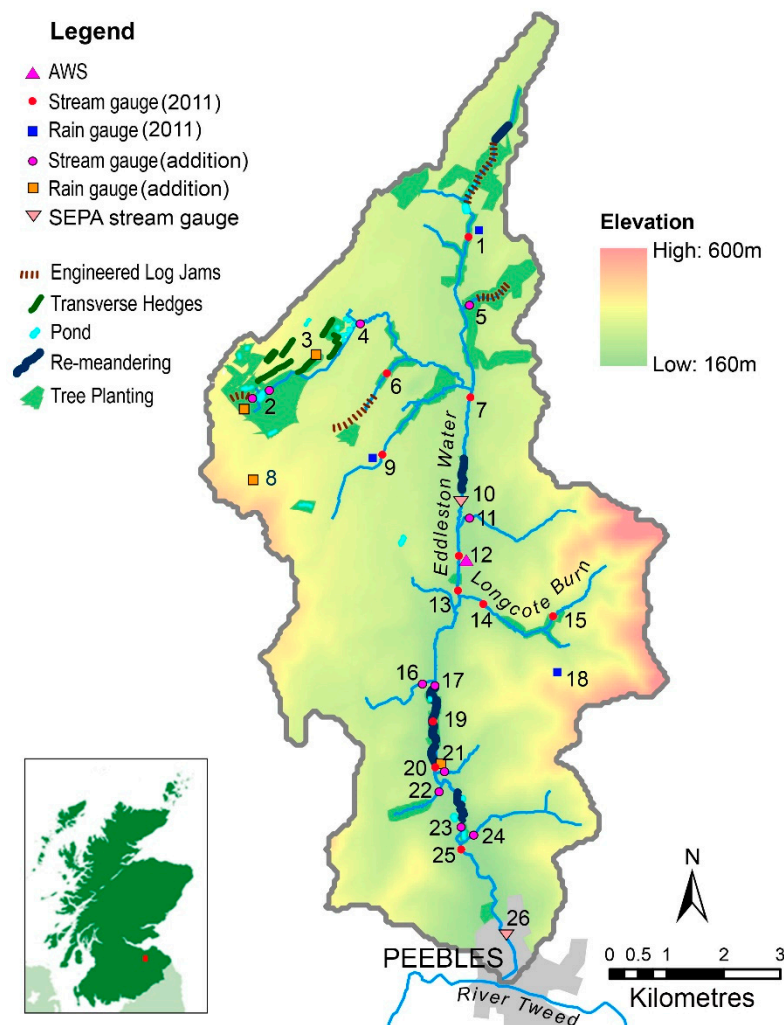 Legend
AWS
Stream gauge (2011)
Rain gauge (2011)
Stream gauge (addition)
Rain gauge (addition)
SEPA stream gauge
Engineered Log Jams
Transverse Hedges
Pond
Re-meandering
Tree Planting
Elevation
High: 600m
Low: 160m
1
5
3
4
2
6
7
8
9
Eddleston Water
10
11
12
Longcote Burn
13
14
15
16
17
18
19
20
21
22
23
24
25
26
PEEBLES
River Tweed
N
0 0.5 1 2 3
Kilometres